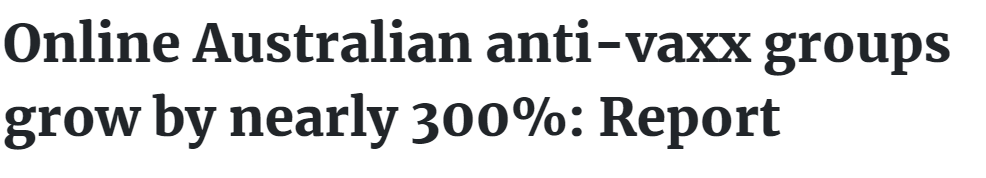 Online Australian anti-vaxx groups
grow by nearly 300%: Report